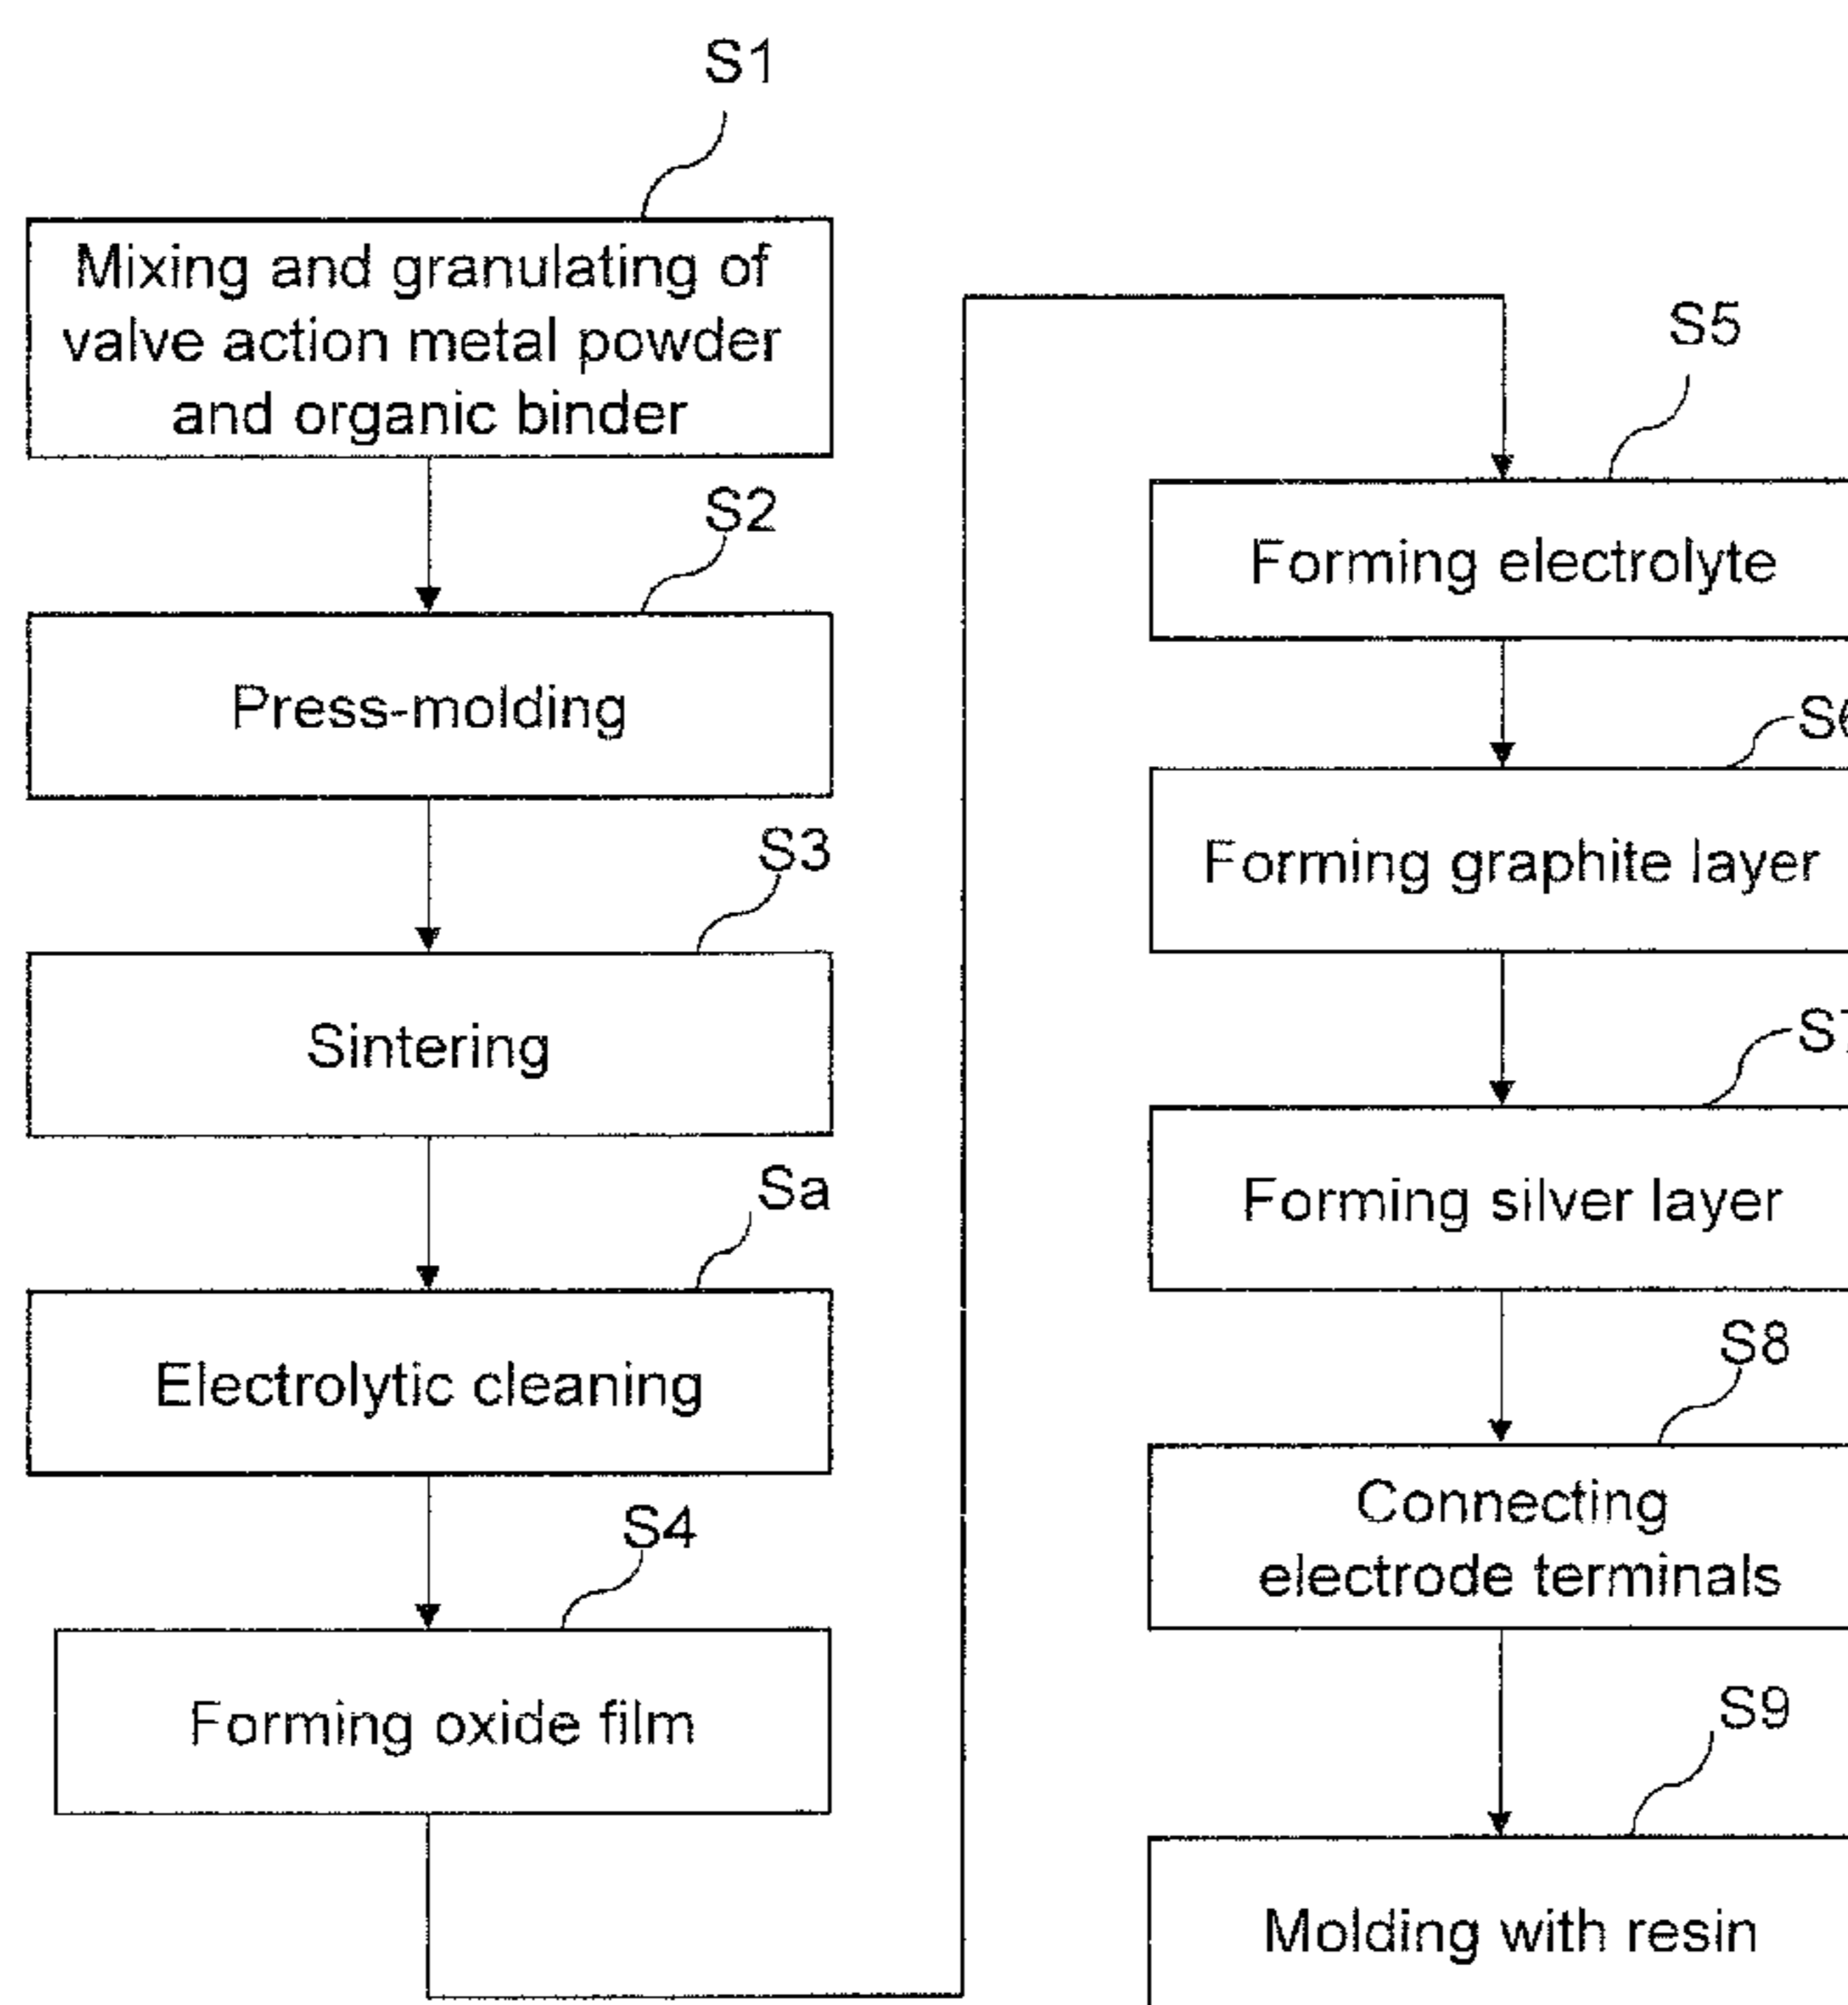 S1
Mixing and granulating of
valve action metal powder
and organic binder
S2
Press-molding
S3
Sintering
Sa
Electrolytic cleaning
S4
Forming oxide film
S5
Forming electrolyte
S6
Forming graphite layer
S7
Forming silver layer
S8
Connecting
electrode terminals
S9
Molding with resin